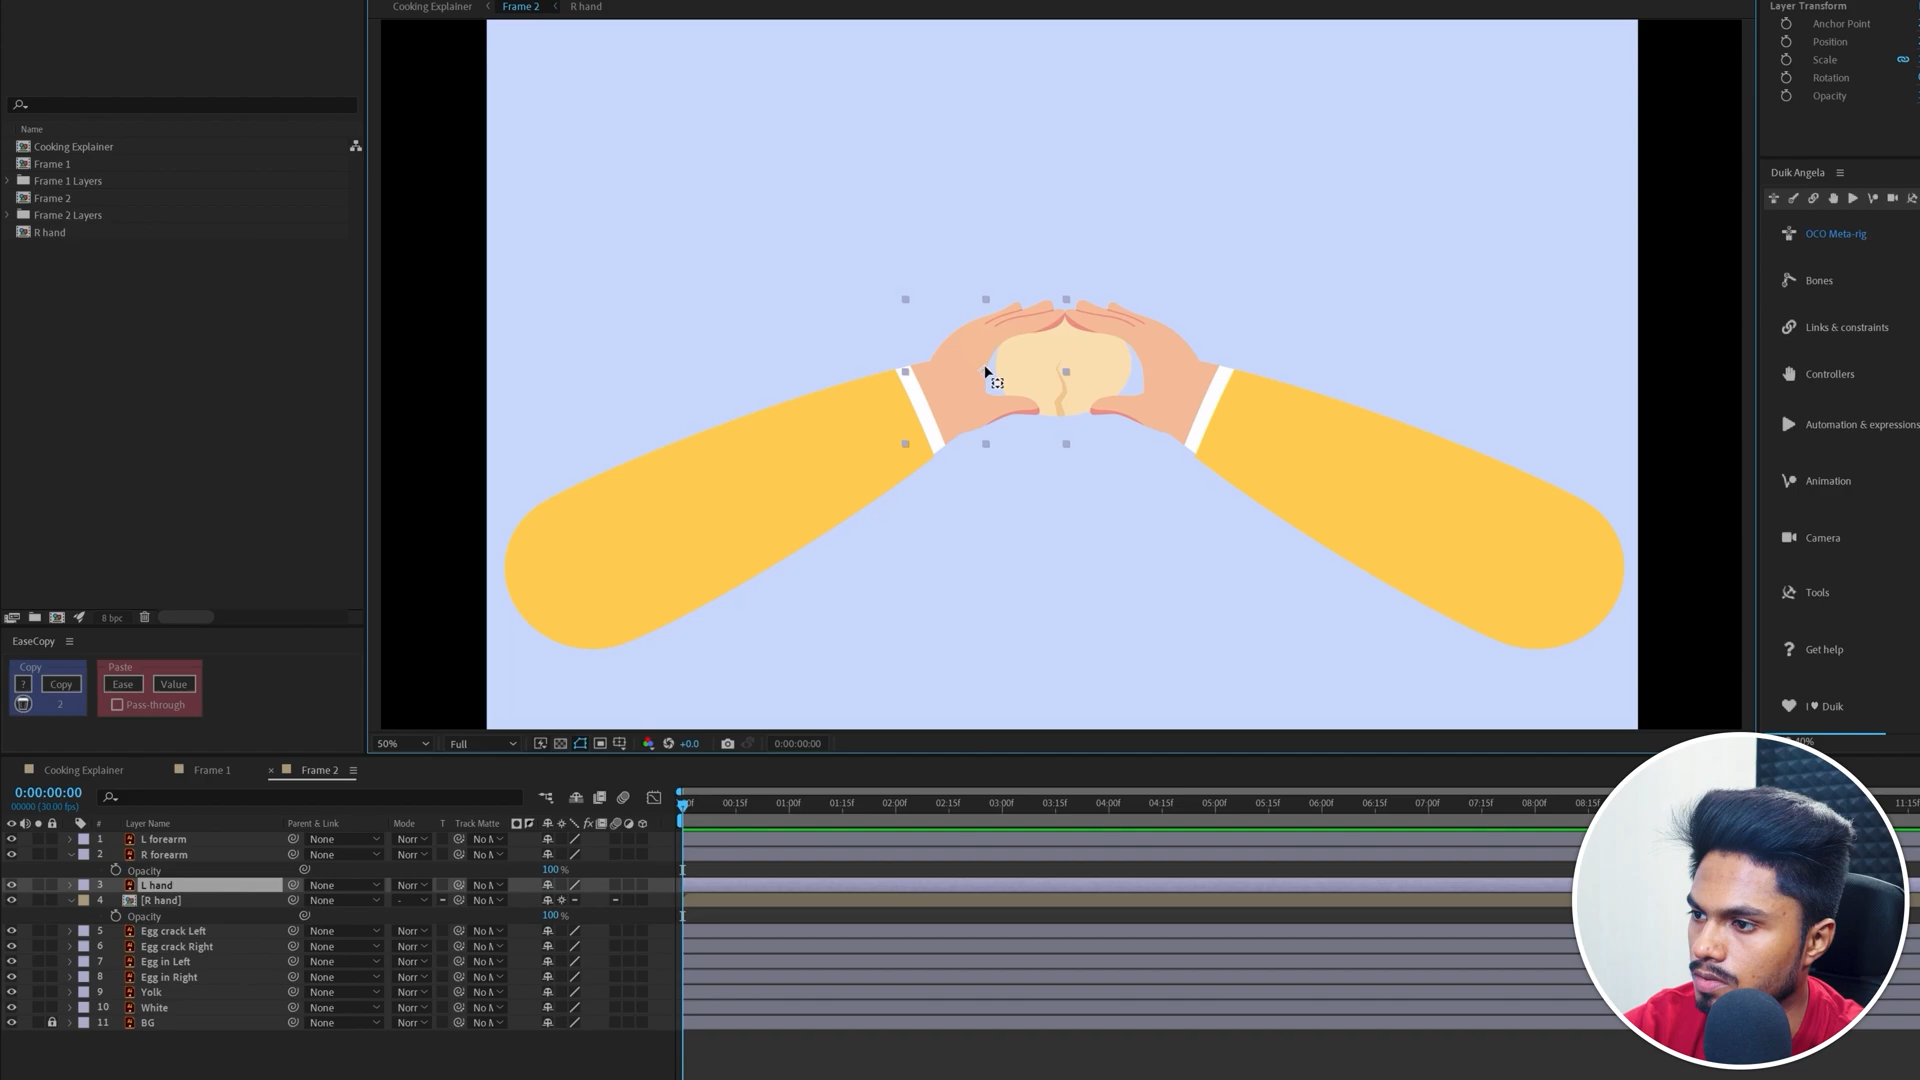 Cooking Explainer Frame 2 R hand
Layer Transform
Anchor Point
Position
Scale
Rotation
Opacity
Name
Cooking Explainer
Frame 1
Frame 1 Layers
Frame 2
Frame 2 Layers
R hand
Duik Angela
OCO Meta-rig
Bones
Links & constraints
Controllers
Automation & expressions
Animation
Camera
Tools
Get help
I ♥ Duik
8 bpc
EaseCopy
Copy Paste
? Copy Ease Value
2 Pass-through
50% Full +0.0 0:00:00:00
Cooking Explainer Frame 1 × Frame 2
0:00:00:00
00000 (30.00 fps)
00:15f 01:00f 01:15f 02:00f 02:15f 03:00f 03:15f 04:00f 04:15f 05:00f 05:15f 06:00f 06:15f 07:00f 07:15f 08:00f 08:15f 11:15f
# Layer Name Parent & Link Mode T Track Matte fx
1 L forearm None Norr No M
2 R forearm None Norr No M
Opacity 100 %
3 L hand None Norr No M
4 [R hand] None - No M
Opacity 100 %
5 Egg crack Left None Norr No M
6 Egg crack Right None Norr No M
7 Egg in Left None Norr No M
8 Egg in Right None Norr No M
9 Yolk None Norr No M
10 White None Norr No M
11 BG None Norr No M